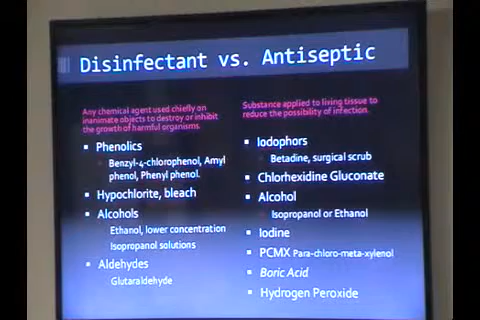 Disinfectant vs. Antiseptic
Any chemical agent used chiefly on
inanimate objects to destroy or inhibit
the growth of harmful organisms.
Phenolics
Benzyl-4-chlorophenol, Amyl
phenol, Phenyl phenol.
Hypochlorite, bleach
Alcohols
Ethanol, lower concentration
Isopropanol solutions
Aldehydes
Glutaraldehyde
Substance applied to living tissue to
reduce the possibility of infection.
Iodophors
Betadine, surgical scrub
Chlorhexidine Gluconate
Alcohol
Isopropanol or Ethanol
Iodine
PCMX Para-chloro-meta-xylenol
Boric Acid
Hydrogen Peroxide